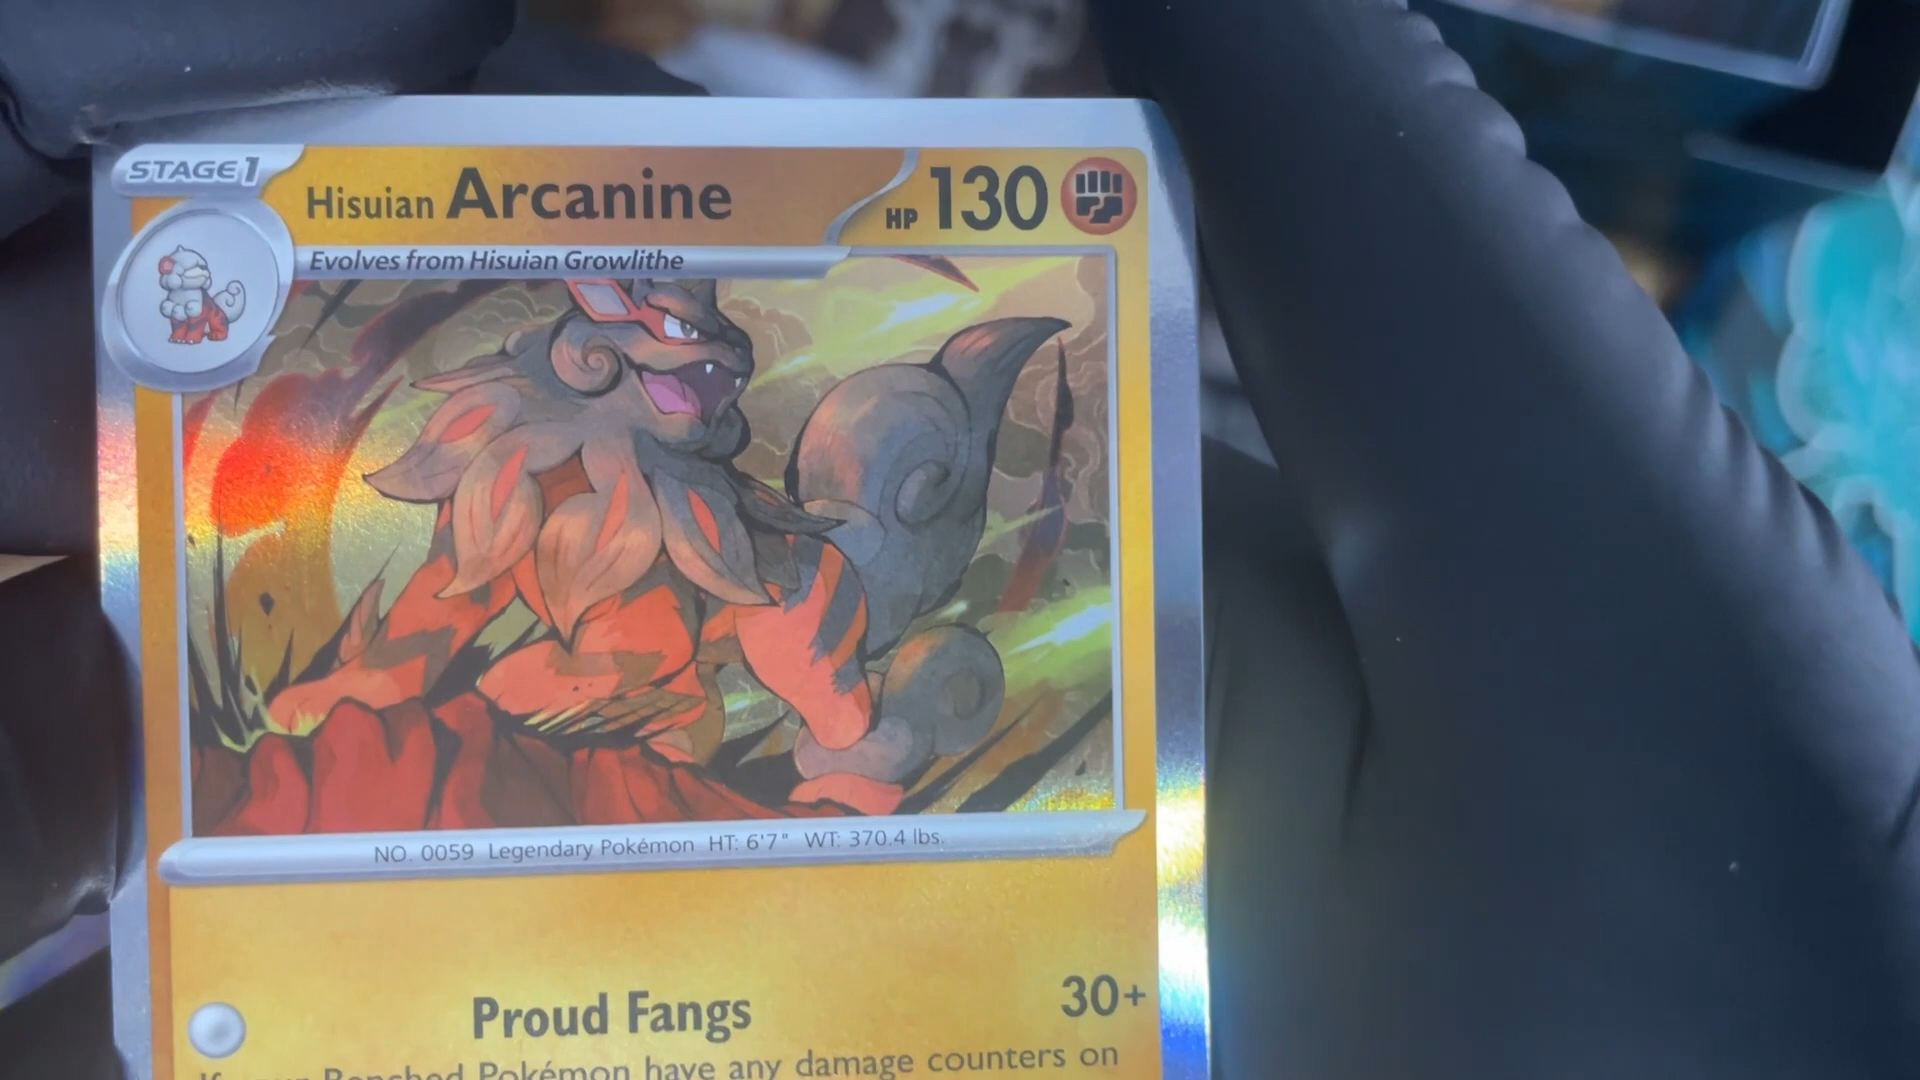 STAGE 1
Hisuian Arcanine
HP 130
Evolves from Hisuian Growlithe
NO. 0059 Legendary Pokémon HT: 6'7" WT: 370.4 lbs.
Proud Fangs 30+
Benched Pokémon have any damage counters on